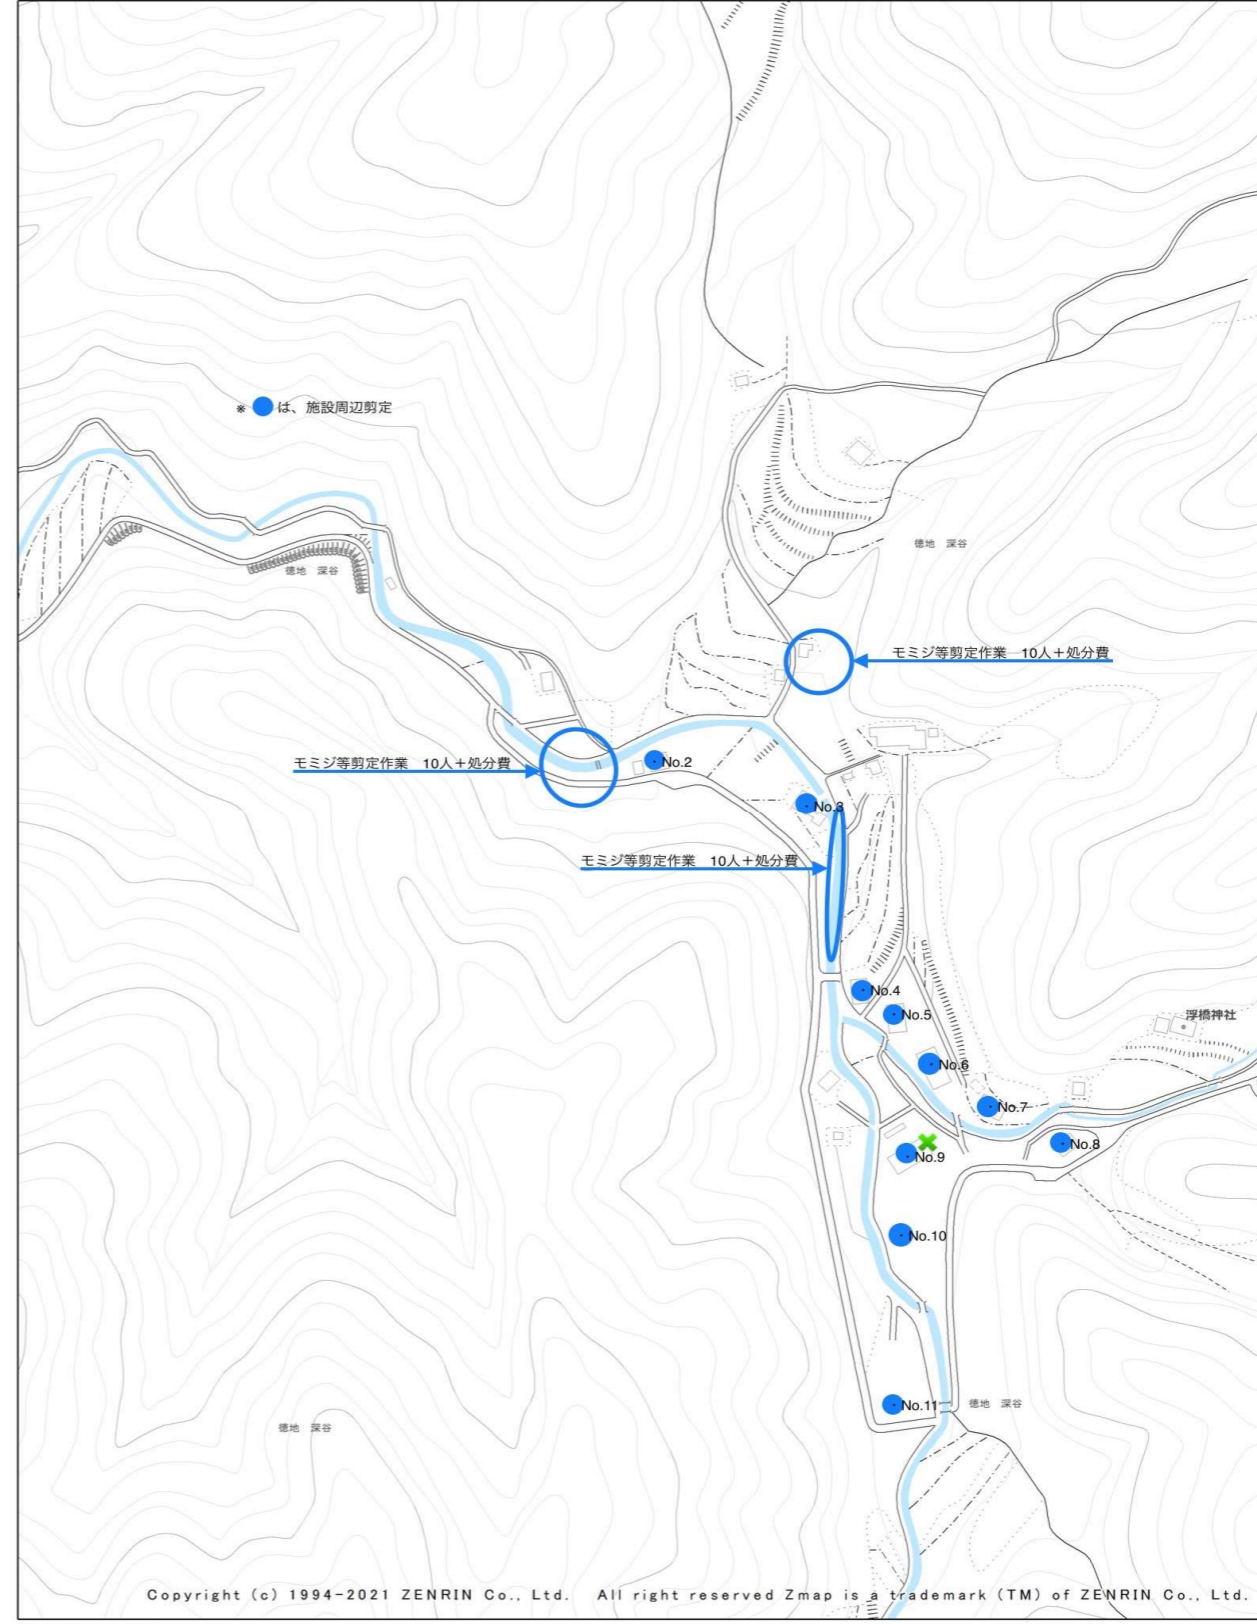 ※ は、施設周辺剪定
徳地 深谷
徳地 深谷
モミジ等剪定作業 10人＋処分費
モミジ等剪定作業 10人＋処分費
No.2
No.3
モミジ等剪定作業 10人＋処分費
No.4
No.5
浮橋神社
No.6
No.7
No.8
No.9
No.10
No.11
徳地 深谷
徳地 深谷
Copyright (c) 1994-2021 ZENRIN Co., Ltd. All right reserved Zmap is a trademark (TM) of ZENRIN Co., Ltd.